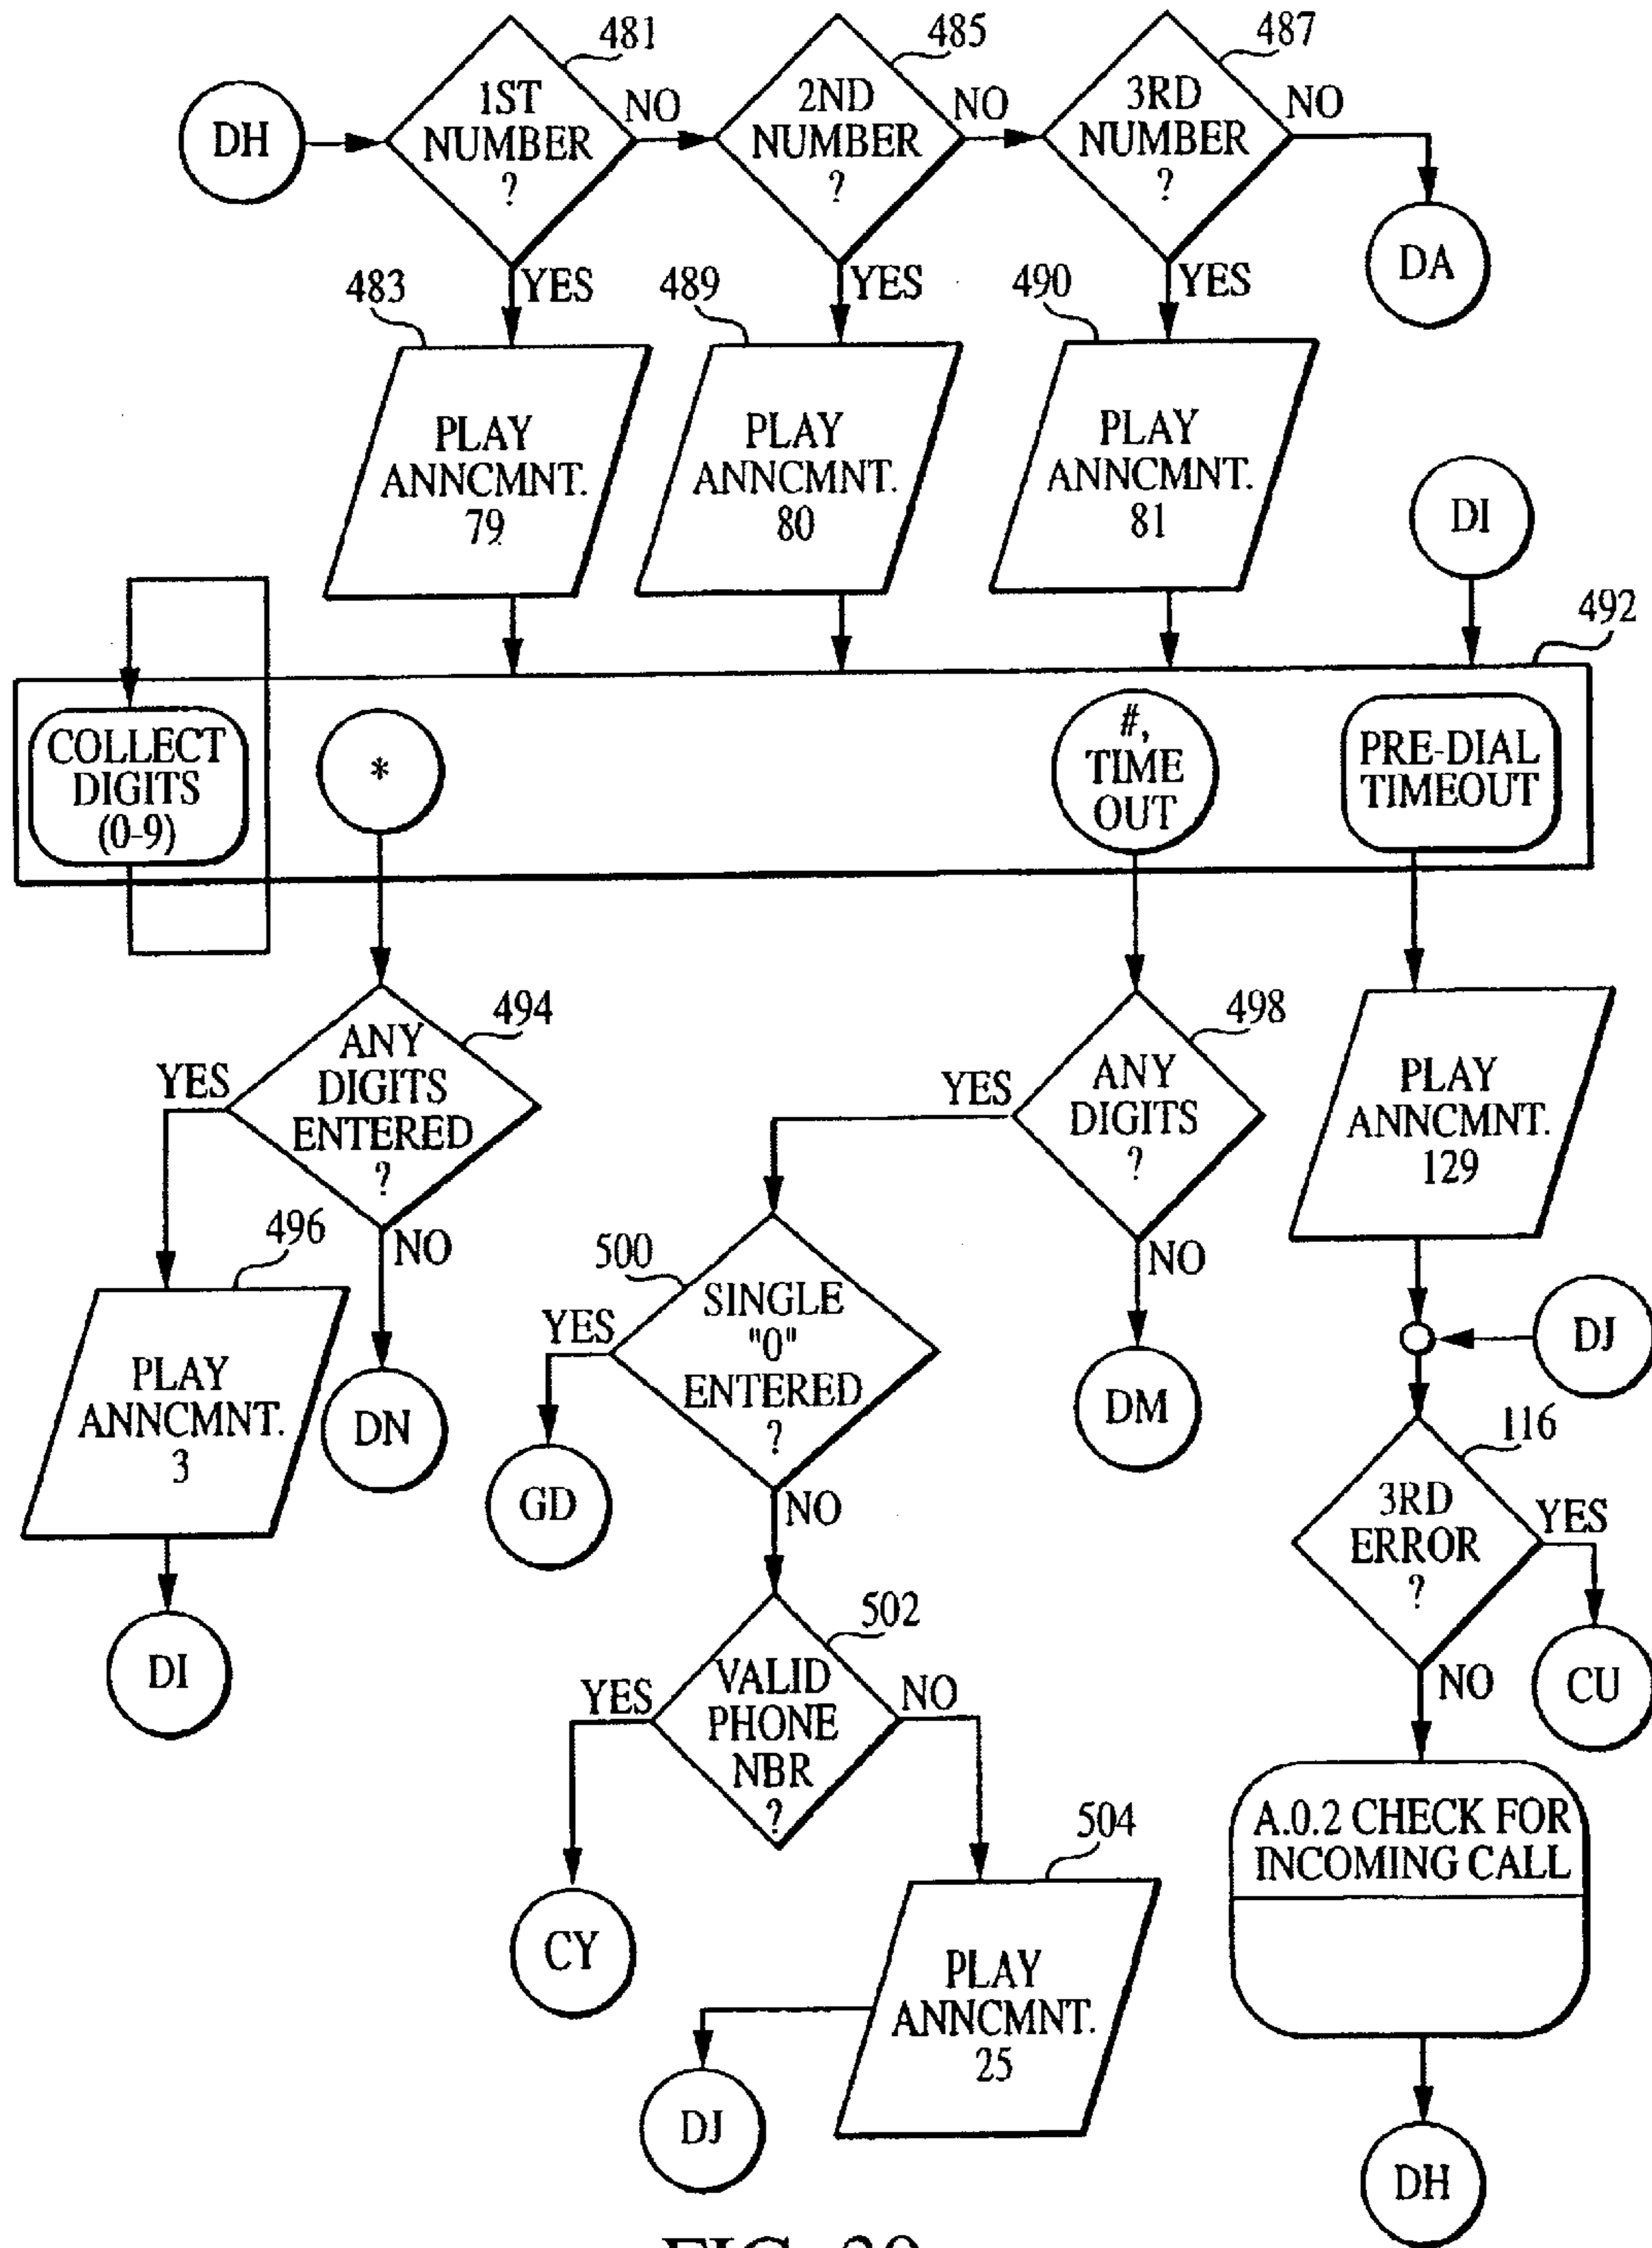 481
485
487
DH
1ST
NUMBER
?
NO
2ND
NUMBER
?
NO
3RD
NUMBER
?
NO
DA
483
YES
489
YES
490
YES
PLAY
ANNCMNT.
79
PLAY
ANNCMNT.
80
PLAY
ANNCMNT.
81
DI
492
COLLECT
DIGITS
(0-9)
*
#,
TIME
OUT
PRE-DIAL
TIMEOUT
494
YES
ANY
DIGITS
ENTERED
?
NO
498
YES
ANY
DIGITS
?
NO
PLAY
ANNCMNT.
129
496
PLAY
ANNCMNT.
3
DN
500
YES
SINGLE
"0"
ENTERED
?
NO
GD
DM
DJ
116
3RD
ERROR
?
YES
NO
CU
DI
502
YES
VALID
PHONE
NBR
?
NO
504
CY
PLAY
ANNCMNT.
25
DJ
A.0.2 CHECK FOR
INCOMING CALL
DH